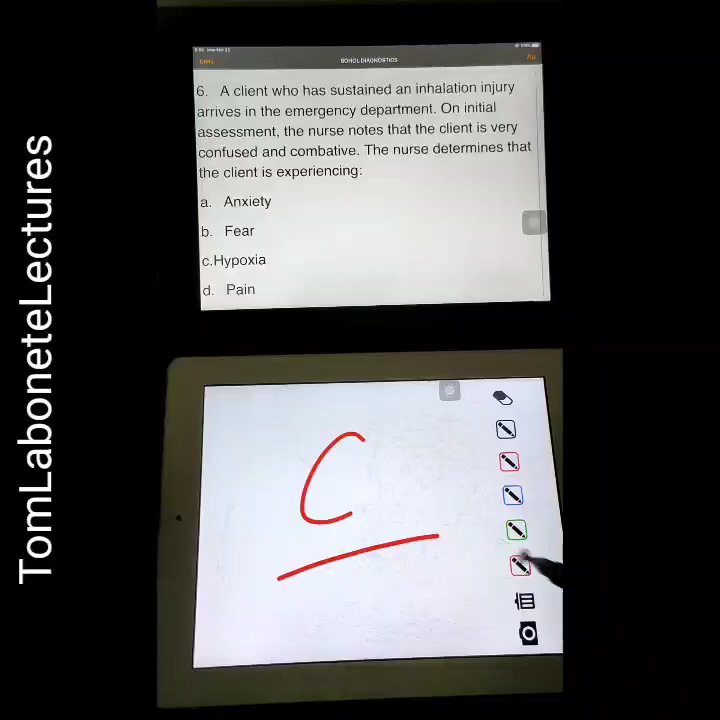 TomLaboneteLectures
Done
BOHOL DIAGNOSTICS
6. A client who has sustained an inhalation injury
arrives in the emergency department. On initial
assessment, the nurse notes that the client is very
confused and combative. The nurse determines that
the client is experiencing:
a. Anxiety
b. Fear
c.Hypoxia
d. Pain
C